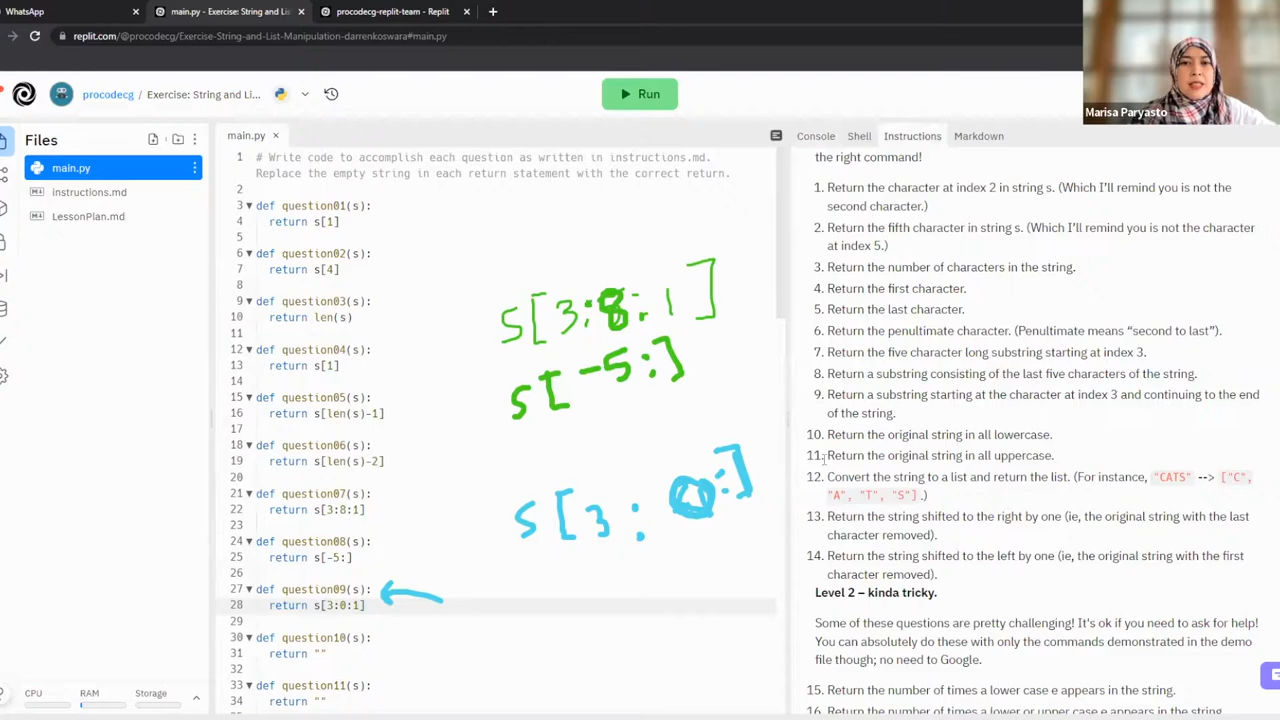 WhatsApp
main.py - Exercise: String and Lis
procodecg-replit-team - Replit
replit.com/@procodecg/Exercise-String-and-List-Manipulation-darrenkoswara#main.py
procodecg / Exercise: String and Li...
Run
Marisa Paryasto
Files
main.py
instructions.md
LessonPlan.md
CPU
RAM
Storage
main.py
1 # Write code to accomplish each question as written in instructions.md.
Replace the empty string in each return statement with the correct return.
2
3 def question01(s):
4 return s[1]
5
6 def question02(s):
7 return s[4]
8
9 def question03(s):
10 return len(s)
11
12 def question04(s):
13 return s[1]
14
15 def question05(s):
16 return s[len(s)-1]
17
18 def question06(s):
19 return s[len(s)-2]
20
21 def question07(s):
22 return s[3:8:1]
23
24 def question08(s):
25 return s[-5:]
26
27 def question09(s):
28 return s[3:0:1]
29
30 def question10(s):
31 return ""
32
33 def question11(s):
34 return ""
s[3:8:1]
s[-5:]
s[3:0:]
Console Shell Instructions Markdown
the right command!
1. Return the character at index 2 in string s. (Which I'll remind you is not the
second character.)
2. Return the fifth character in string s. (Which I'll remind you is not the character
at index 5.)
3. Return the number of characters in the string.
4. Return the first character.
5. Return the last character.
6. Return the penultimate character. (Penultimate means “second to last”).
7. Return the five character long substring starting at index 3.
8. Return a substring consisting of the last five characters of the string.
9. Return a substring starting at the character at index 3 and continuing to the end
of the string.
10. Return the original string in all lowercase.
11. Return the original string in all uppercase.
12. Convert the string to a list and return the list. (For instance, "CATS" --> ["C",
"A", "T", "S"].)
13. Return the string shifted to the right by one (ie, the original string with the last
character removed).
14. Return the string shifted to the left by one (ie, the original string with the first
character removed).
Level 2 – kinda tricky.
Some of these questions are pretty challenging! It's ok if you need to ask for help!
You can absolutely do these with only the commands demonstrated in the demo
file though; no need to Google.
15. Return the number of times a lower case e appears in the string.
16. Return the number of times a lower or upper case e appears in the string